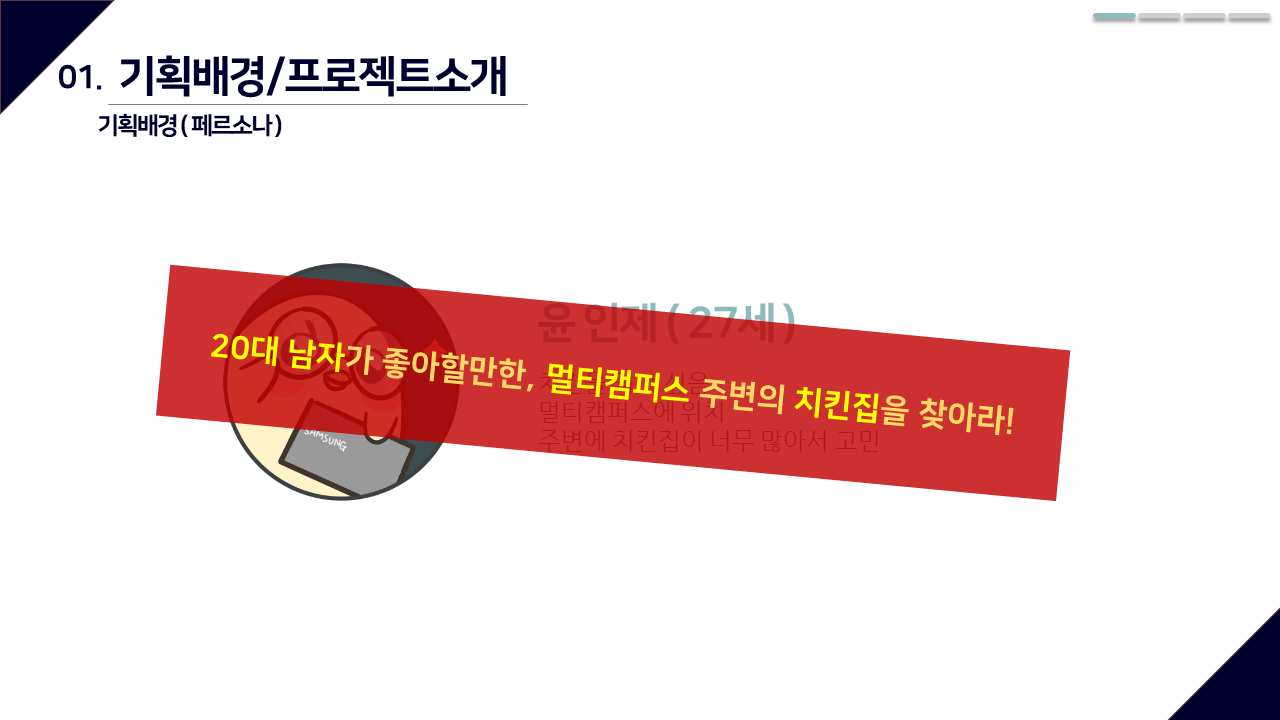 01. 기획배경/프로젝트소개
기획배경 ( 페르소나 )
윤 인제 ( 27세 )
20대 남자가 좋아할만한, 멀티캠퍼스 주변의 치킨집을 찾아라!
멀티캠퍼스에 위치
주변에 치킨집이 너무 많아서 고민
SAMSUNG